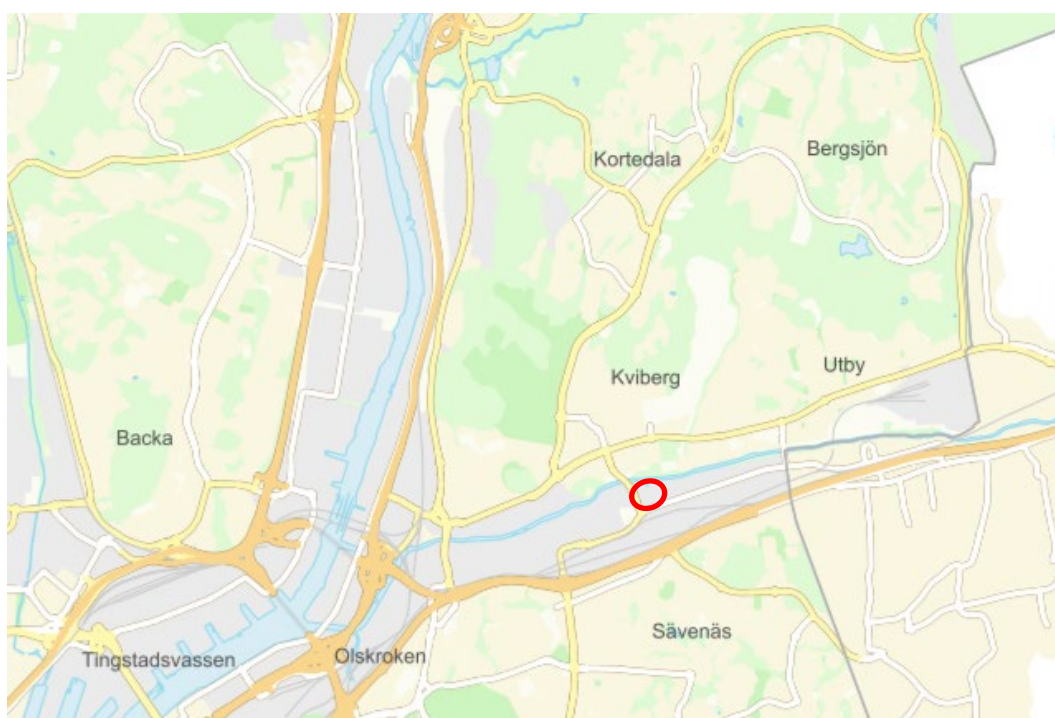 Bergsjön
Kortedala
Utby
Kviberg
Backa
Sävenäs
Olskroken
Tingstadsvassen